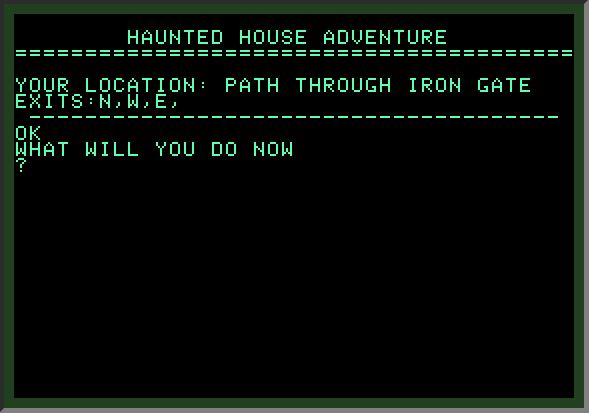 HAUNTED HOUSE ADVENTURE
========================================
YOUR LOCATION: PATH THROUGH IRON GATE
EXITS:N,W,E,
--------------------------------------
OK
WHAT WILL YOU DO NOW
?